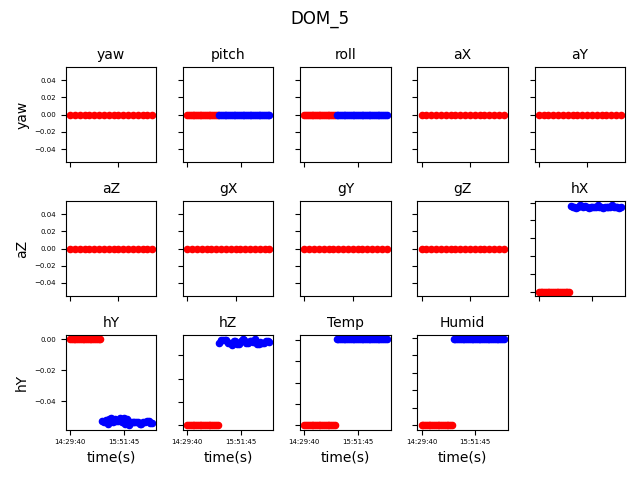 DOM_5
yaw pitch roll aX aY
yaw
0.04
0.02
0.00
−0.02
−0.04
aZ gX gY gZ hX
aZ
0.04
0.02
0.00
−0.02
−0.04
hY hZ Temp Humid
hY
0.00
−0.02
−0.04
14:29:40 15:51:45 14:29:40 15:51:45 14:29:40 15:51:45 14:29:40 15:51:45
time(s) time(s) time(s) time(s)